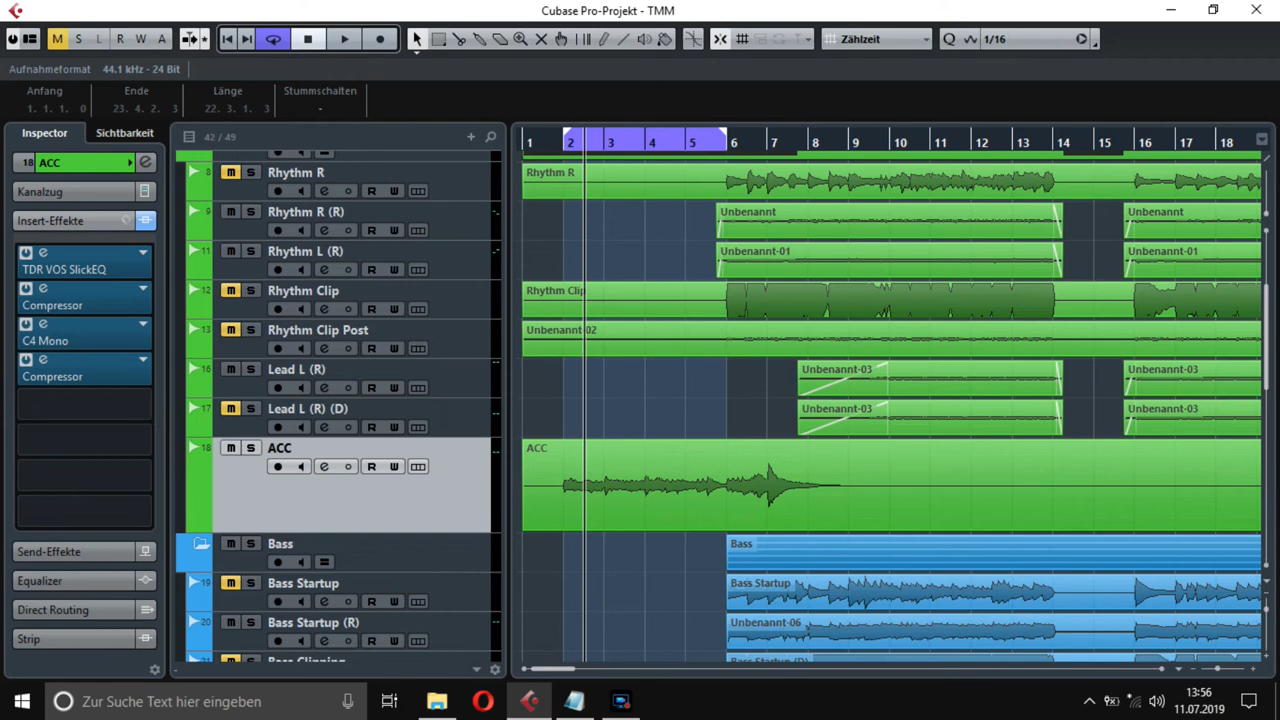 Cubase Pro-Projekt - TMM
M S L R W A Zählzeit Q 1/16
Aufnahmeformat 44.1 kHz - 24 Bit
Anfang Ende Länge Stummschalten
1. 1. 1. 0 23. 4. 2. 3 22. 3. 1. 3 -
Inspector Sichtbarkeit 42 / 49 + 1 2 3 4 5 6 7 8 9 10 11 12 13 14 15 16 17 18
18 ACC e
Kanalzug
Insert-Effekte
TDR VOS SlickEQ
Compressor
C4 Mono
Compressor
Send-Effekte
Equalizer
Direct Routing
Strip
8 m S Rhythm R
R W
9 m S Rhythm R (R)
R W
11 m S Rhythm L (R)
R W
12 m S Rhythm Clip
R W
13 m S Rhythm Clip Post
R W
16 m S Lead L (R)
R W
17 m S Lead L (R) (D)
R W
18 m S ACC
R W
m S Bass
19 m S Bass Startup
R W
20 m S Bass Startup (R)
R W
21 m S Bass Clipping
Rhythm R
Unbenannt Unbenannt
Unbenannt-01 Unbenannt-01
Rhythm Clip
Unbenannt-02
Unbenannt-03 Unbenannt-03
Unbenannt-03 Unbenannt-03
ACC
Bass
Bass Startup
Unbenannt-06
Bass Startup (D)
Zur Suche Text hier eingeben
13:56
11.07.2019